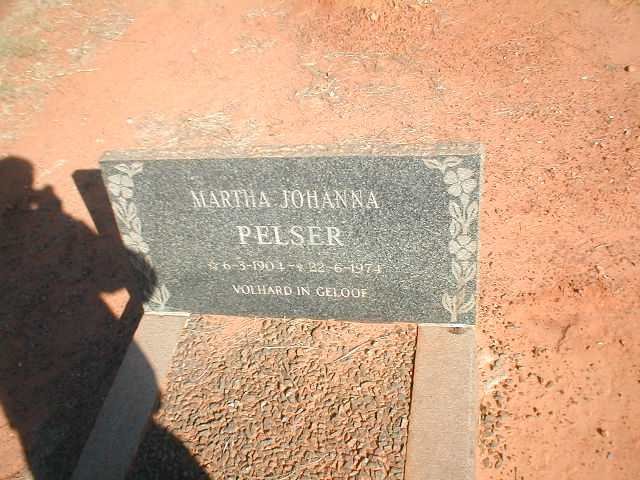 MARTHA JOHANNA
PELSER
☆6-3-1904-♆22-6-1974
VOLHARD IN GELOOF